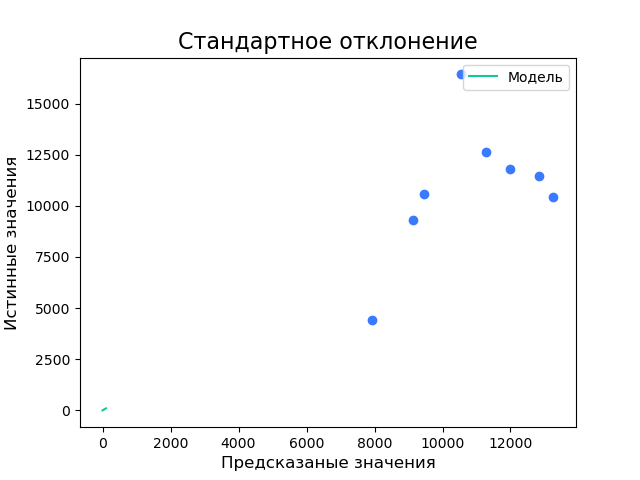 Стандартное отклонение
Модель
15000
12500
10000
7500
5000
2500
0
Истинные значения
0 2000 4000 6000 8000 10000 12000
Предсказаные значения